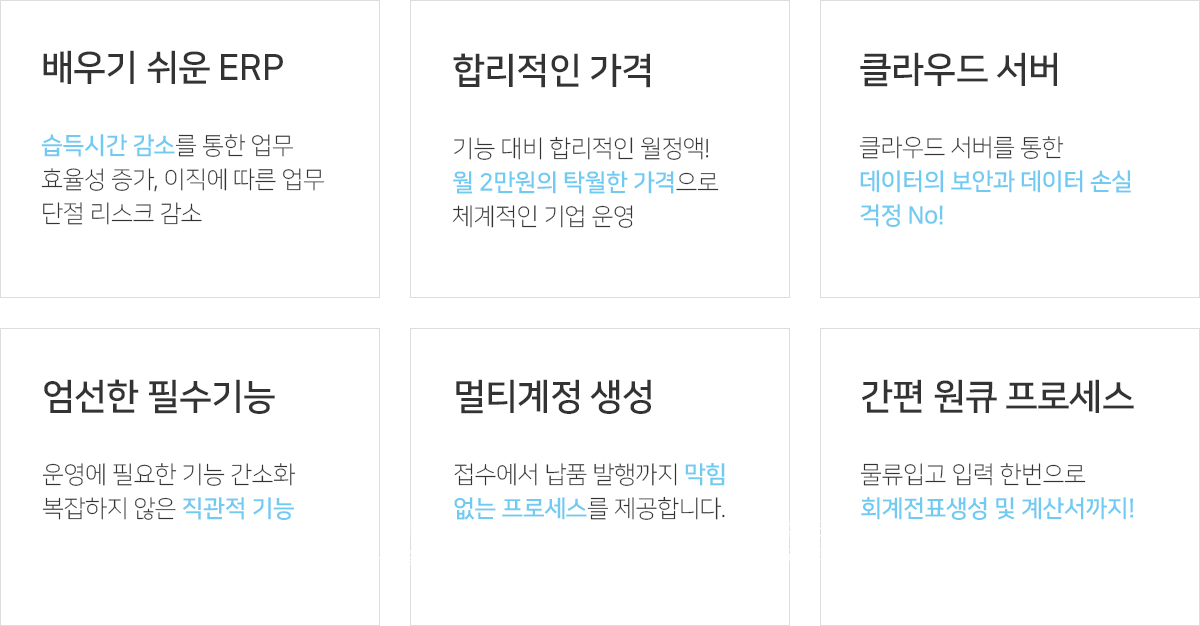 배우기 쉬운 ERP
습득시간 감소를 통한 업무
효율성 증가, 이직에 따른 업무
단절 리스크 감소
합리적인 가격
기능 대비 합리적인 월정액!
월 2만원의 탁월한 가격으로
체계적인 기업 운영
클라우드 서버
클라우드 서버를 통한
데이터의 보안과 데이터 손실
걱정 No!
엄선한 필수기능
운영에 필요한 기능 간소화
복잡하지 않은 직관적 기능
멀티계정 생성
접수에서 납품 발행까지 막힘
없는 프로세스를 제공합니다.
간편 원큐 프로세스
물류입고 입력 한번으로
회계전표생성 및 계산서까지!